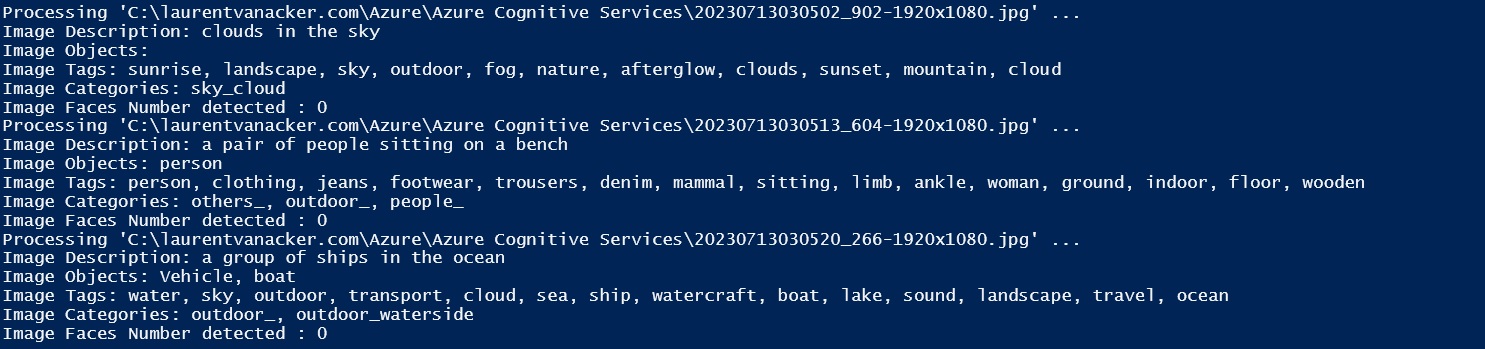 Processing 'C:\laurentvanacker.com\Azure\Azure Cognitive Services\20230713030502_902-1920x1080.jpg' ...
Image Description: clouds in the sky
Image Objects:
Image Tags: sunrise, landscape, sky, outdoor, fog, nature, afterglow, clouds, sunset, mountain, cloud
Image Categories: sky_cloud
Image Faces Number detected : 0
Processing 'C:\laurentvanacker.com\Azure\Azure Cognitive Services\20230713030513_604-1920x1080.jpg' ...
Image Description: a pair of people sitting on a bench
Image Objects: person
Image Tags: person, clothing, jeans, footwear, trousers, denim, mammal, sitting, limb, ankle, woman, ground, indoor, floor, wooden
Image Categories: others_, outdoor_, people_
Image Faces Number detected : 0
Processing 'C:\laurentvanacker.com\Azure\Azure Cognitive Services\20230713030520_266-1920x1080.jpg' ...
Image Description: a group of ships in the ocean
Image Objects: Vehicle, boat
Image Tags: water, sky, outdoor, transport, cloud, sea, ship, watercraft, boat, lake, sound, landscape, travel, ocean
Image Categories: outdoor_, outdoor_waterside
Image Faces Number detected : 0